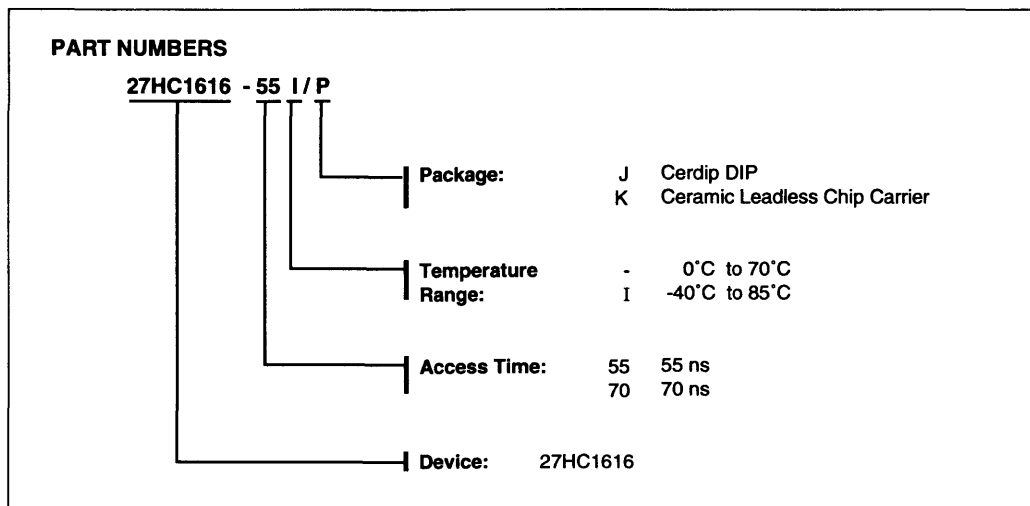 PART NUMBERS
27HC1616 - 55 I / P
Package: J Cerdip DIP
K Ceramic Leadless Chip Carrier
Temperature - 0˚C to 70˚C
Range: I -40˚C to 85˚C
Access Time: 55 55 ns
70 70 ns
Device: 27HC1616